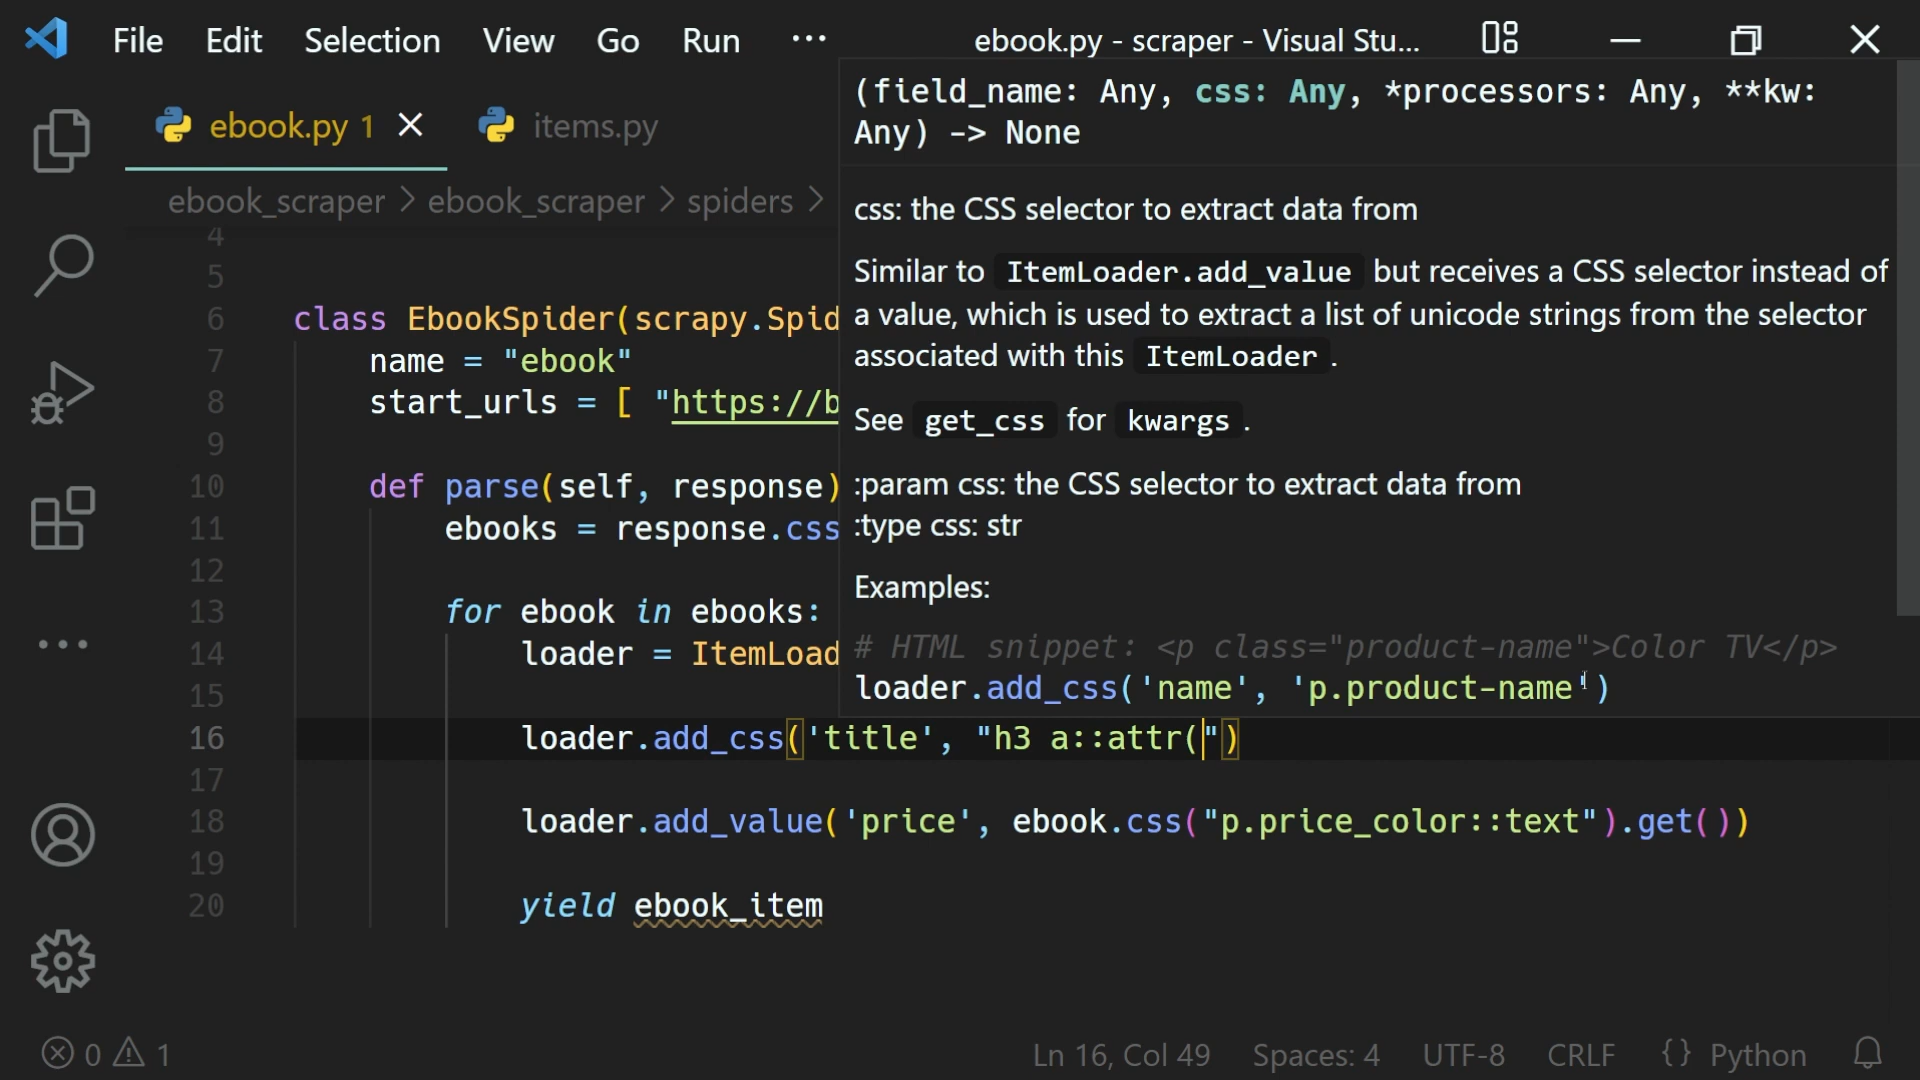 File Edit Selection View Go Run ··· ebook.py - scraper - Visual Stu...
ebook.py 1 items.py
ebook_scraper > ebook_scraper > spiders >
(field_name: Any, css: Any, *processors: Any, **kw:
Any) -> None
css: the CSS selector to extract data from
Similar to ItemLoader.add_value but receives a CSS selector instead of
a value, which is used to extract a list of unicode strings from the selector
associated with this ItemLoader .
See get_css for kwargs .
:param css: the CSS selector to extract data from
:type css: str
Examples:
# HTML snippet: <p class="product-name">Color TV</p>
loader.add_css('name', 'p.product-name')
4
5
6 class EbookSpider(scrapy.Spid
7 name = "ebook"
8 start_urls = [ "https://b
9
10 def parse(self, response)
11 ebooks = response.css
12
13 for ebook in ebooks:
14 loader = ItemLoad
15
16 loader.add_css('title', "h3 a::attr(")
17
18 loader.add_value('price', ebook.css("p.price_color::text").get())
19
20 yield ebook_item
0 1 Ln 16, Col 49 Spaces: 4 UTF-8 CRLF {} Python